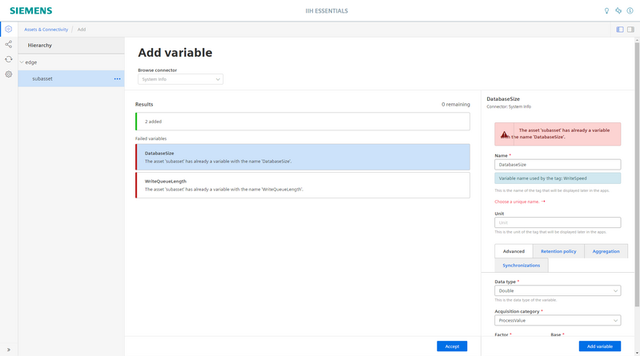 SIEMENS
IIH ESSENTIALS
Assets & Connectivity / Add
Hierarchy
edge
subasset
Add variable
Browse connector
System info
Results
0 remaining
2 added
Failed variables
DatabaseSize
The asset 'subasset' has already a variable with the name 'DatabaseSize'.
WriteQueueLength
The asset 'subasset' has already a variable with the name 'WriteQueueLength'.
Accept
DatabaseSize
Connector: System info
The asset 'subasset' has already a variable
with the name 'DatabaseSize'.
Name *
DatabaseSize
Variable name used by the tag: WriteSpeed
This is the name of the tag that will be displayed later in the apps.
Choose a unique name.
Unit
Unit
This is the unit of the tag that will be displayed later in the apps.
Advanced
Retention policy
Aggregation
Synchronizations
Data type *
Double
This is the data type of the variable.
Acquisition category *
ProcessValue
Factor *
Base *
Add variable